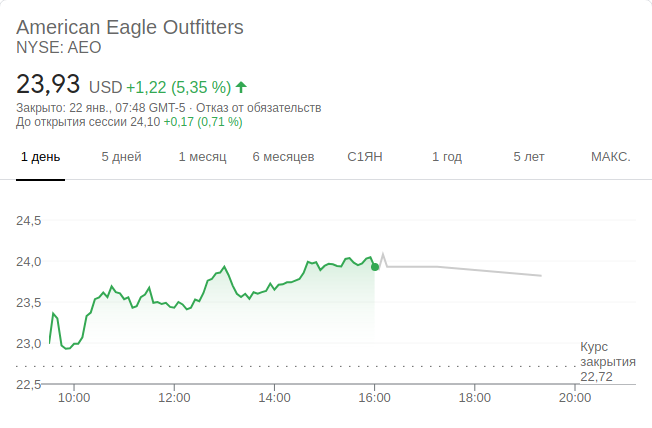 American Eagle Outfitters
NYSE: AEO
23,93 USD +1,22 (5,35 %)
Закрыто: 22 янв., 07:48 GMT-5 · Отказ от обязательств
До открытия сессии 24,10 +0,17 (0,71 %)
1 день 5 дней 1 месяц 6 месяцев С1ЯН 1 год 5 лет МАКС.
24,5
24,0
23,5
23,0
Курс
закрытия
22,72
22,5
10:00 12:00 14:00 16:00 18:00 20:00